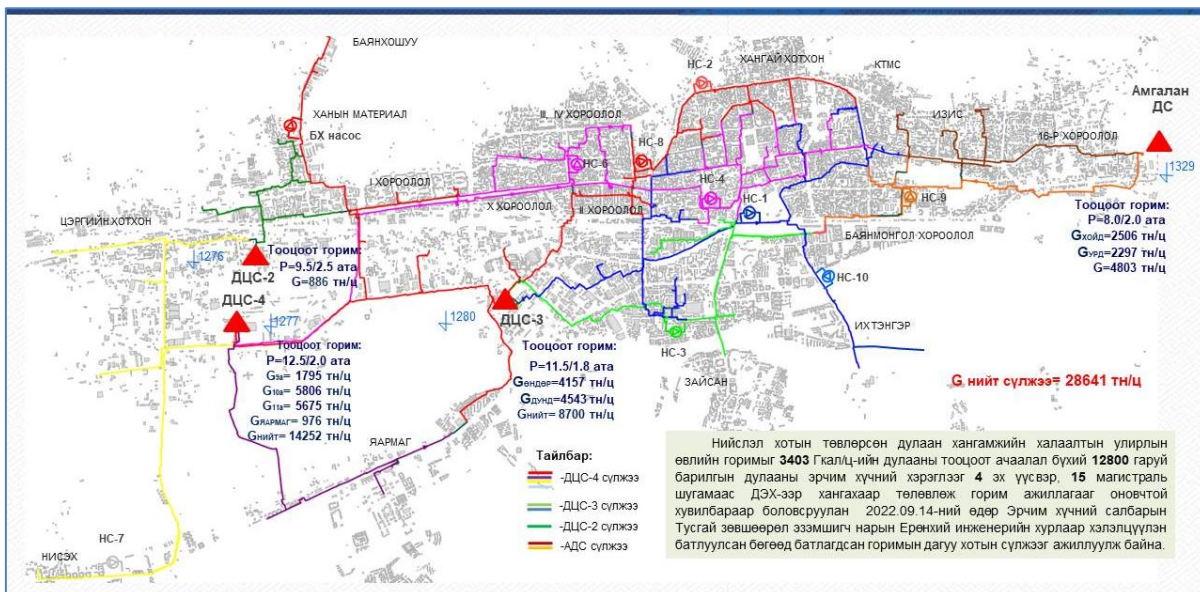 БАЯНХОШУУ
НС-2
ХАНГАЙ ХОТХОН
КТМС
Амгалан
ДС
ХАНЫН МАТЕРИАЛ
II, IV ХОРООЛОЛ
ИЗИС
БХ насос
НС-8
16-Р ХОРООЛОЛ
НС-6
1329
I ХОРООЛОЛ
НС-4
НС-1
НС-9
X ХОРООЛОЛ
II ХОРООЛОЛ
ЦЭРГИЙН ХОТХОН
БАЯНМОНГОЛ ХОРООЛОЛ
Тооцоот горим:
P=8.0/2.0 ата
Gхойд=2506 тн/ц
Gурд=2297 тн/ц
G=4803 тн/ц
1276
Тооцоот горим:
P=9.5/2.5 ата
G=886 тн/ц
ДЦС-2
НС-10
ДЦС-4
1277
1280
ДЦС-3
ИХ ТЭНГЭР
НС-3
ЗАЙСАН
Тооцоот горим:
P=12.5/2.0 ата
G9а= 1795 тн/ц
G10а= 5806 тн/ц
G11а= 5675 тн/ц
GЯАРМАГ= 976 тн/ц
GНИЙТ= 14252 тн/ц
Тооцоот горим:
P=11.5/1.8 ата
Gөндөр=4157 тн/ц
Gдунд=4543 тн/ц
Gнийт=8700 тн/ц
G нийт сүлжээ= 28641 тн/ц
ЯАРМАГ
Тайлбар:
-ДЦС-4 сүлжээ
-ДЦС-3 сүлжээ
-ДЦС-2 сүлжээ
-АДС сүлжээ
НС-7
НИСЭХ
Нийслэл хотын төвлөрсөн дулаан хангамжийн халаалтын улирлын
өвлийн горимыг 3403 Гкал/ц-ийн дулааны тооцоот ачаалал бүхий 12800 гаруй
барилгын дулааны эрчим хүчний хэрэглээг 4 эх үүсвэр, 15 магистраль
шугамаас ДЭХ-ээр хангахаар төлөвлөж горим ажиллагааг оновчтой
хувилбараар боловсруулан 2022.09.14-ний өдөр Эрчим хүчний салбарын
Тусгай зөвшөөрөл эзэмшигч нарын Ерөнхий инженерийн хурлаар хэлэлцүүлэн
батлуулсан бөгөөд батлагдсан горимын дагуу хотын сүлжээг ажиллуулж байна.